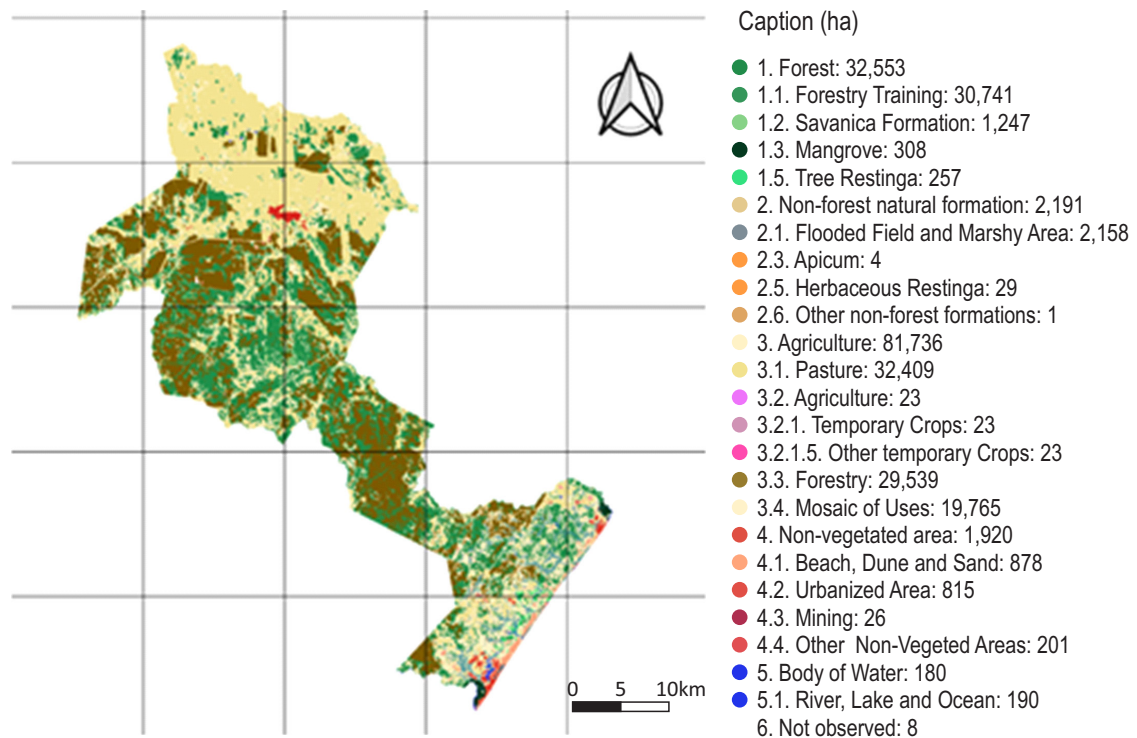 Caption (ha)
1. Forest: 32,553
1.1. Forestry Training: 30,741
1.2. Savanica Formation: 1,247
1.3. Mangrove: 308
1.5. Tree Restinga: 257
2. Non-forest natural formation: 2,191
2.1. Flooded Field and Marshy Area: 2,158
2.3. Apicum: 4
2.5. Herbaceous Restinga: 29
2.6. Other non-forest formations: 1
3. Agriculture: 81,736
3.1. Pasture: 32,409
3.2. Agriculture: 23
3.2.1. Temporary Crops: 23
3.2.1.5. Other temporary Crops: 23
3.3. Forestry: 29,539
3.4. Mosaic of Uses: 19,765
4. Non-vegetated area: 1,920
4.1. Beach, Dune and Sand: 878
4.2. Urbanized Area: 815
4.3. Mining: 26
4.4. Other Non-Vegeted Areas: 201
5. Body of Water: 180
5.1. River, Lake and Ocean: 190
6. Not observed: 8
0 5 10km